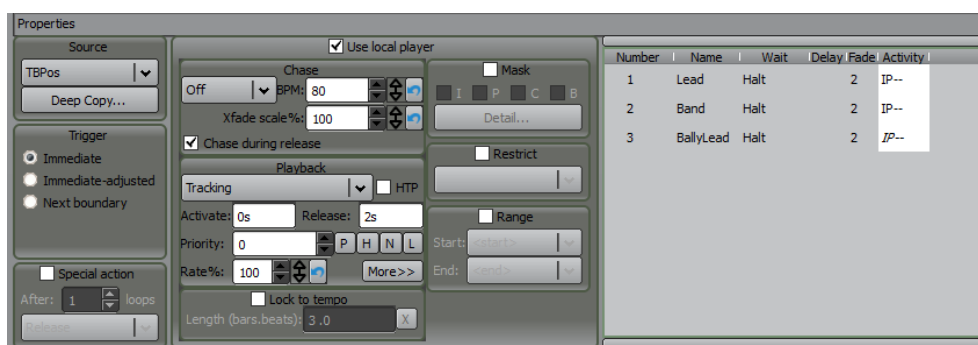 Properties
Source
TBPos
Deep Copy...
Trigger
Immediate
Immediate-adjusted
Next boundary
Special action
After: 1 loops
Release
Use local player
Chase
Off BPM: 80
Xfade scale%: 100
Chase during release
Playback
Tracking HTP
Activate: 0s Release: 2s
Priority: 0 P H N L
Rate%: 100 More>>
Lock to tempo
Length (bars.beats): 3.0 X
Mask
I P C B
Detail...
Restrict
Range
Start: <start>
End: <end>
Number Name Wait Delay Fade Activity
1 Lead Halt 2 IP--
2 Band Halt 2 IP--
3 BallyLead Halt 2 IP--